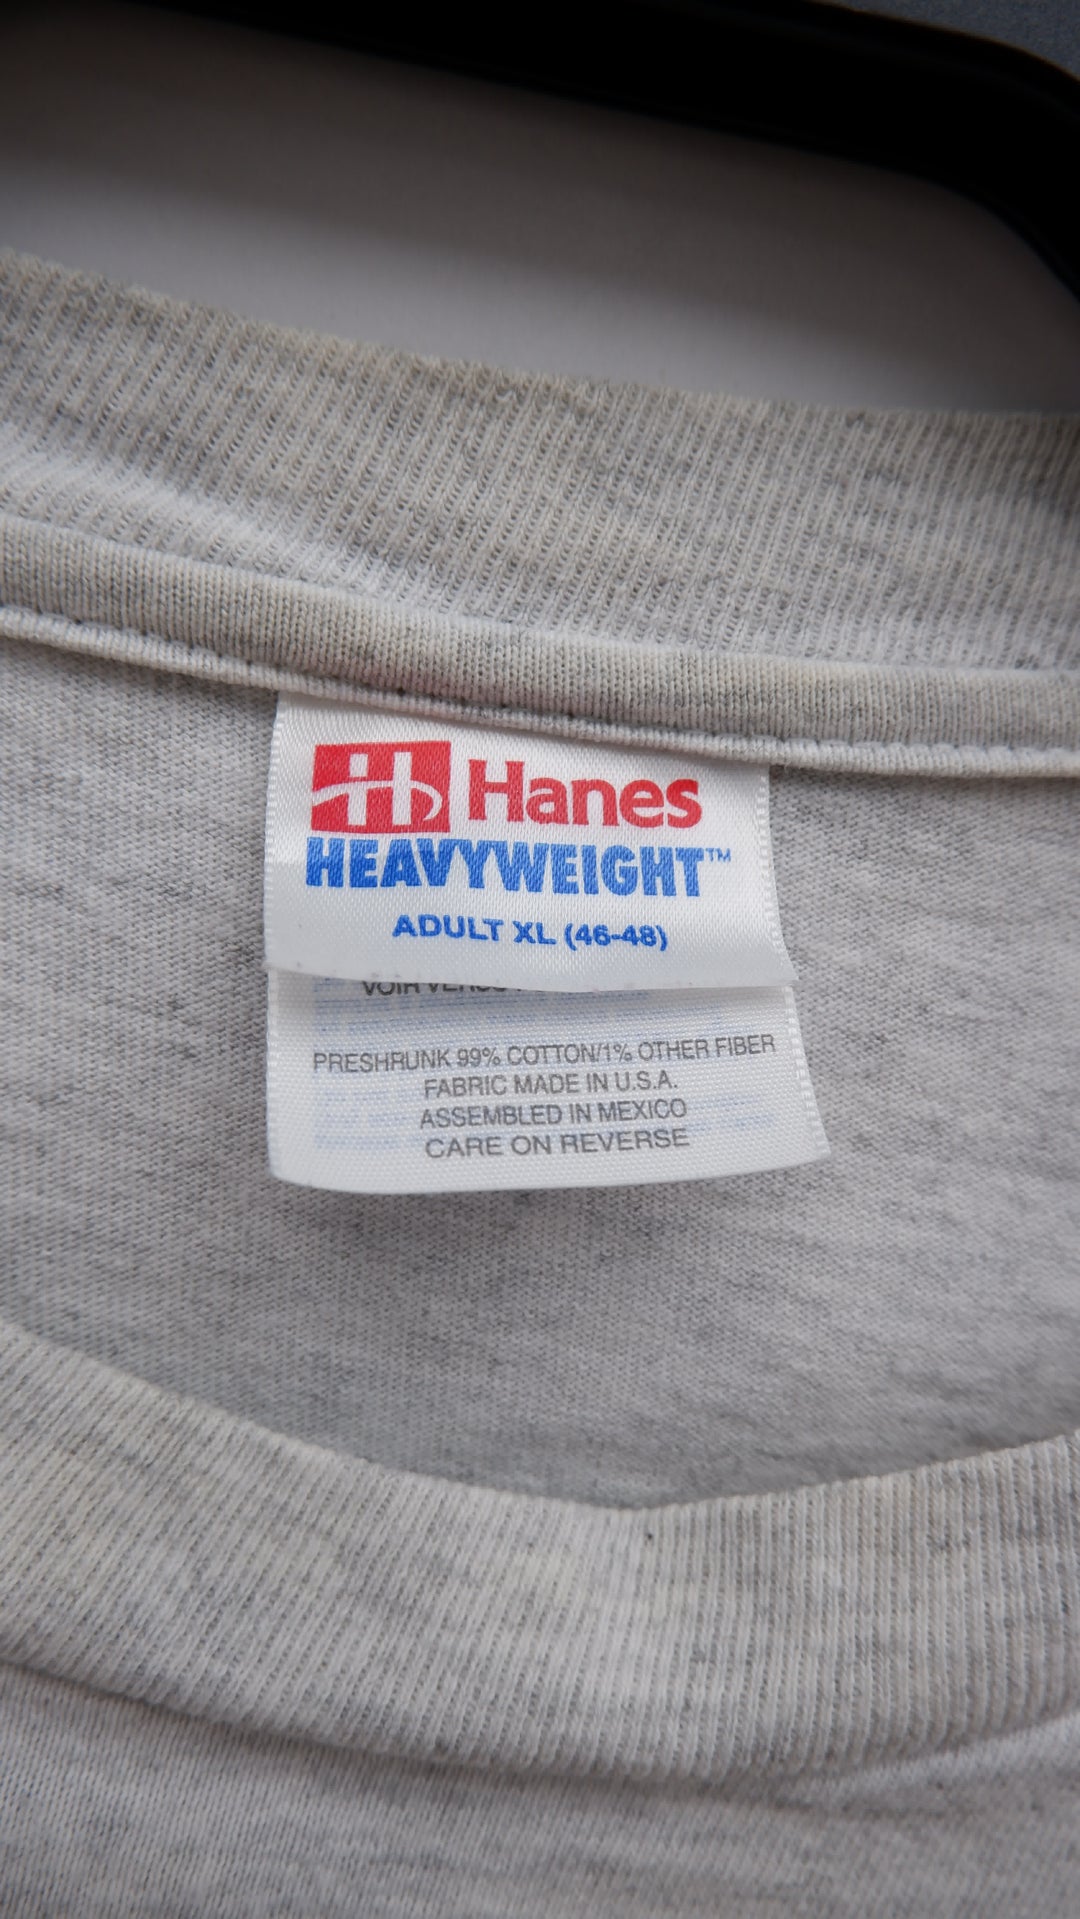 Hanes
HEAVYWEIGHT™
ADULT XL (46-48)
VOIR
PRESHRUNK 99% COTTON/1% OTHER FIBER
FABRIC MADE IN U.S.A.
ASSEMBLED IN MEXICO
CARE ON REVERSE